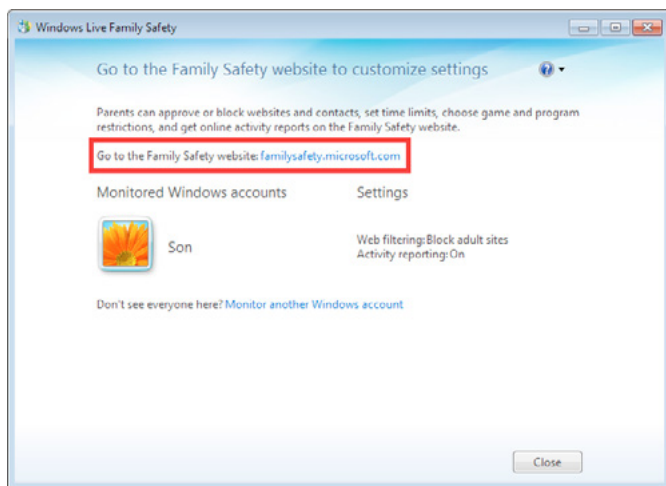 Windows Live Family Safety
Go to the Family Safety website to customize settings
Parents can approve or block websites and contacts, set time limits, choose game and program
restrictions, and get online activity reports on the Family Safety website.
Go to the Family Safety website: familysafety.microsoft.com
Monitored Windows accounts
Settings
Son
Web filtering: Block adult sites
Activity reporting: On
Don't see everyone here? Monitor another Windows account
Close